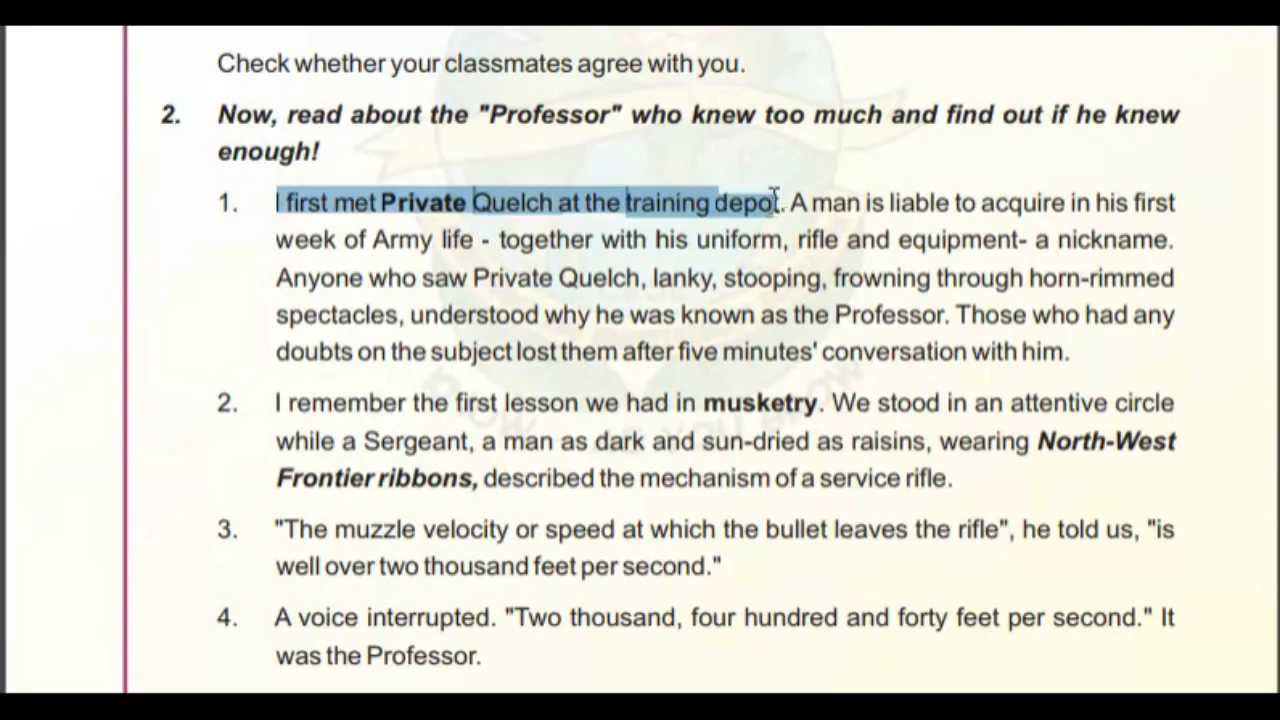 Check whether your classmates agree with you.
2. Now, read about the "Professor" who knew too much and find out if he knew
enough!
1. I first met Private Quelch at the training depot. A man is liable to acquire in his first
week of Army life - together with his uniform, rifle and equipment- a nickname.
Anyone who saw Private Quelch, lanky, stooping, frowning through horn-rimmed
spectacles, understood why he was known as the Professor. Those who had any
doubts on the subject lost them after five minutes' conversation with him.
2. I remember the first lesson we had in musketry. We stood in an attentive circle
while a Sergeant, a man as dark and sun-dried as raisins, wearing North-West
Frontier ribbons, described the mechanism of a service rifle.
3. "The muzzle velocity or speed at which the bullet leaves the rifle", he told us, "is
well over two thousand feet per second."
4. A voice interrupted. "Two thousand, four hundred and forty feet per second." It
was the Professor.